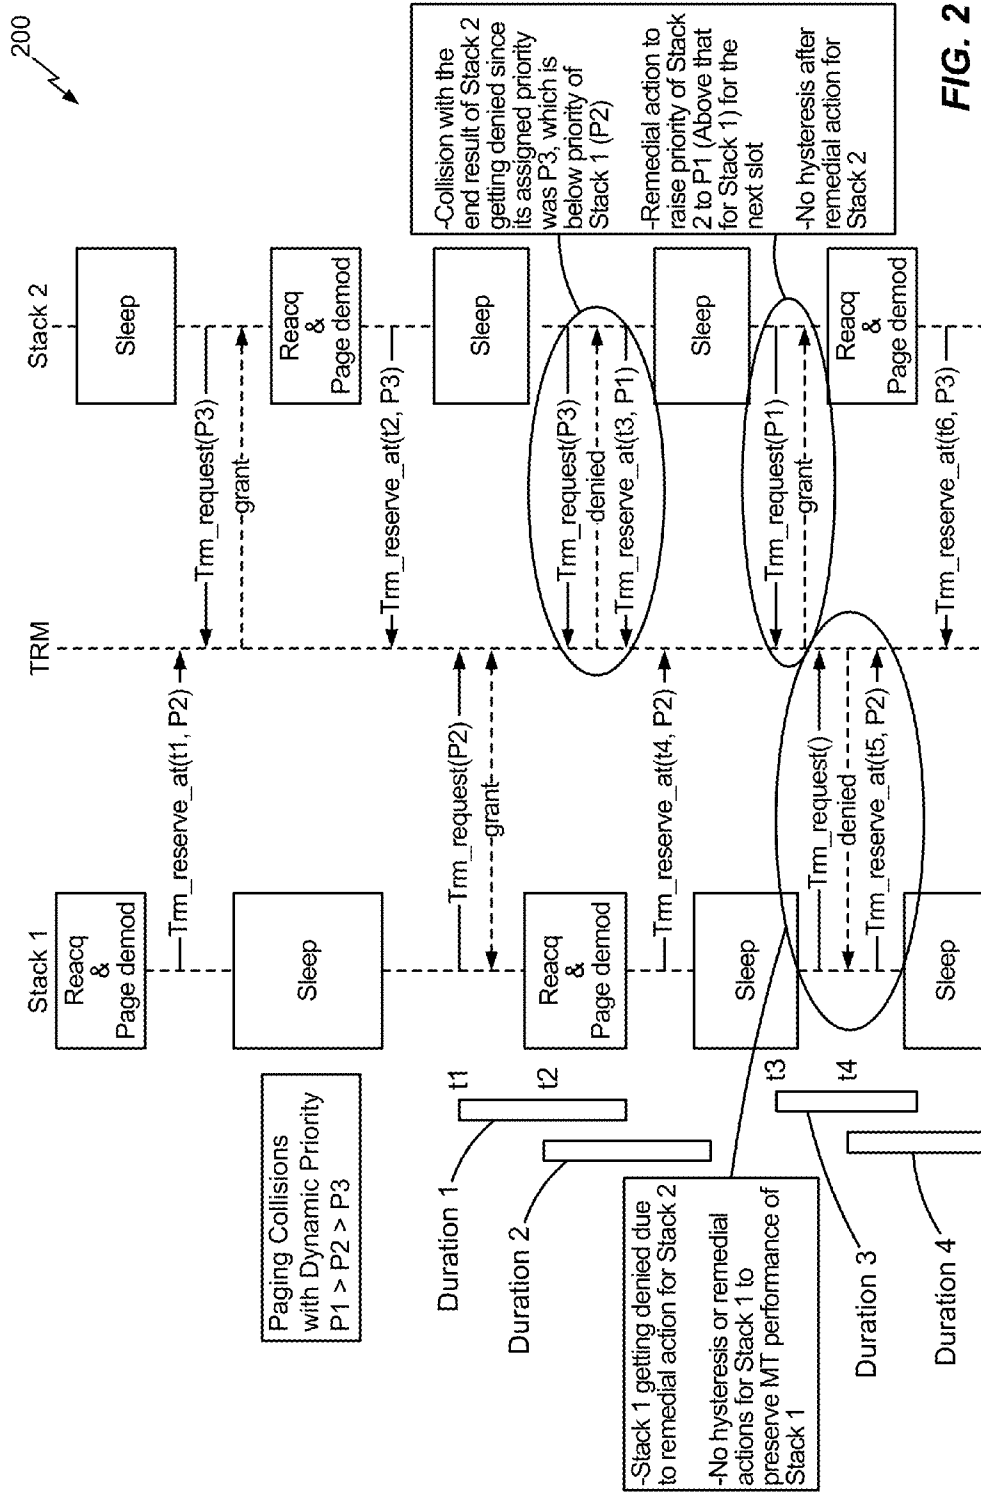 200
Stack 1
TRM
Stack 2
Reacq
&
Page demod
Sleep
Trm_reserve_at(t1, P2)
Trm_request(P3)
grant
Paging Collisions
with Dynamic Priority
P1 > P2 > P3
Sleep
Reacq
&
Page demod
Trm_reserve_at(t2, P3)
Duration 1
t1
Trm_request(P2)
grant
Sleep
Duration 2
t2
Reacq
&
Page demod
Trm_request(P3)
denied
Trm_reserve_at(t3, P1)
-Collision with the
end result of Stack 2
getting denied since
its assigned priority
was P3, which is
below priority of
Stack 1 (P2)
-Remedial action to
raise priority of Stack
2 to P1 (Above that
for Stack 1) for the
next slot
-No hysteresis after
remedial action for
Stack 2
Trm_reserve_at(t4, P2)
-Stack 1 getting denied due
to remedial action for Stack 2
-No hysteresis or remedial
actions for Stack 1 to
preserve MT performance of
Stack 1
Sleep
Sleep
Duration 3
t3
Trm_request(P1)
grant
Trm_request()
denied
Trm_reserve_at(t5, P2)
Duration 4
t4
Reacq
&
Page demod
Sleep
Trm_reserve_at(t6, P3)
FIG. 2